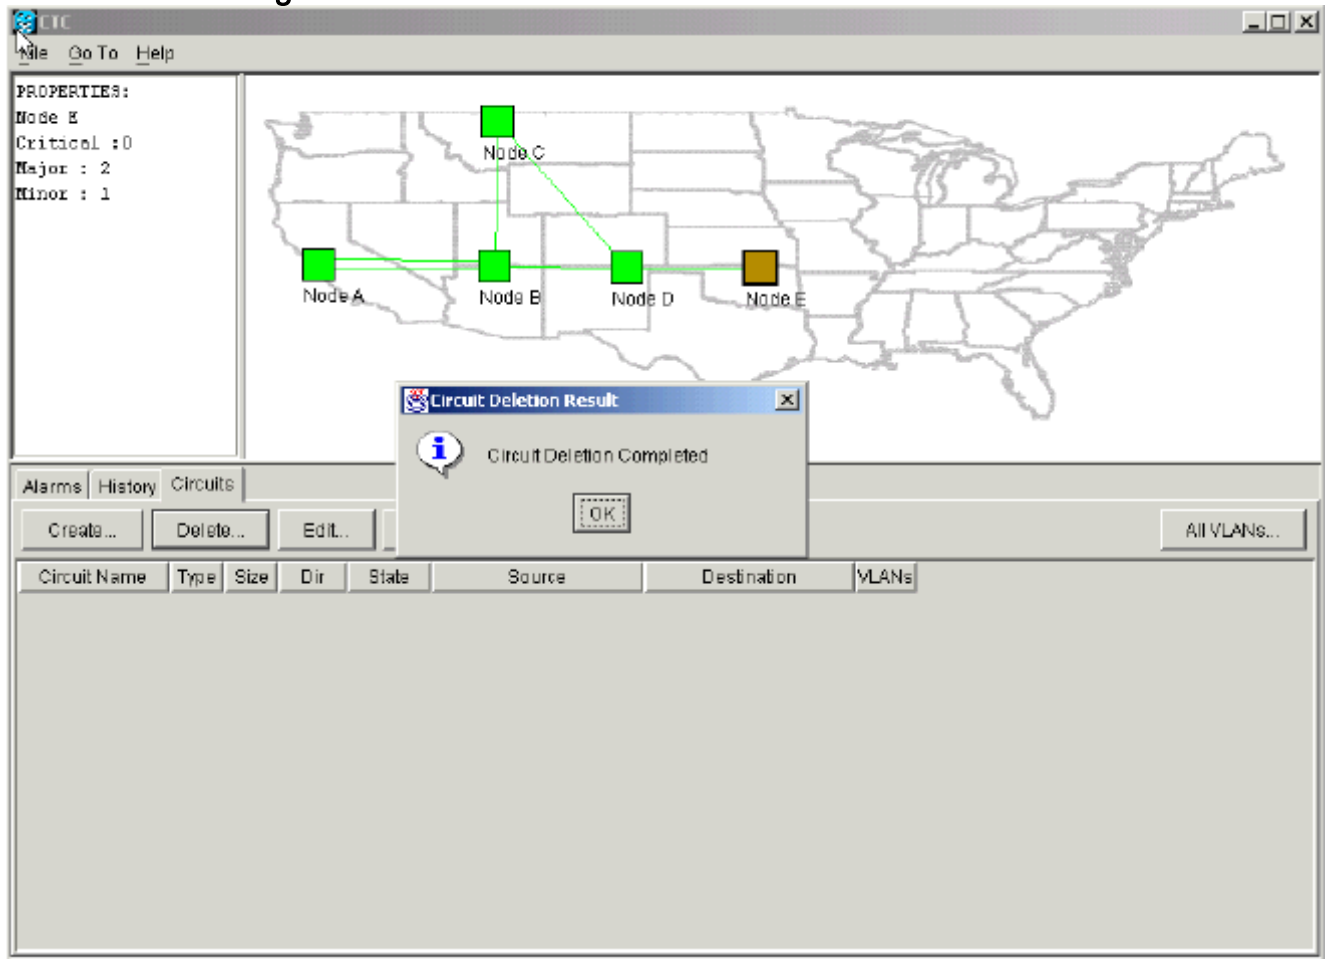 CTC
File Go To Help
PROPERTIES:
Node E
Critical :0
Major : 2
Minor : 1
Node C
Node A
Node B
Node D
Node E
Circuit Deletion Result
Circuit Deletion Completed
OK
Alarms History Circuits
Create... Delete... Edit... All VLANs...
Circuit Name Type Size Dir State Source Destination VLANs